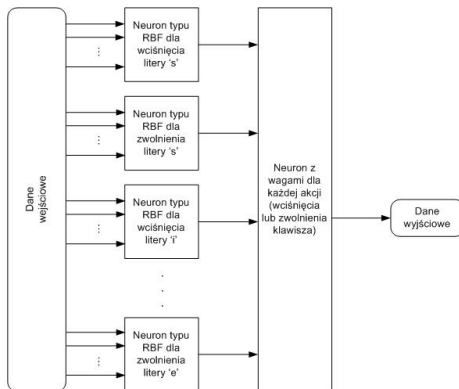 Dane
wejściowe
Neuron typu
RBF dla
wciśnięcia
litery 's'
Neuron typu
RBF dla
zwolnienia
litery 's'
Neuron typu
RBF dla
wciśnięcia
litery 'i'
Neuron typu
RBF dla
zwolnienia
litery 'e'
Neuron z
wagami dla
każdej akcji
(wciśnięcia
lub zwolnienia
klawisza)
Dane
wyjściowe